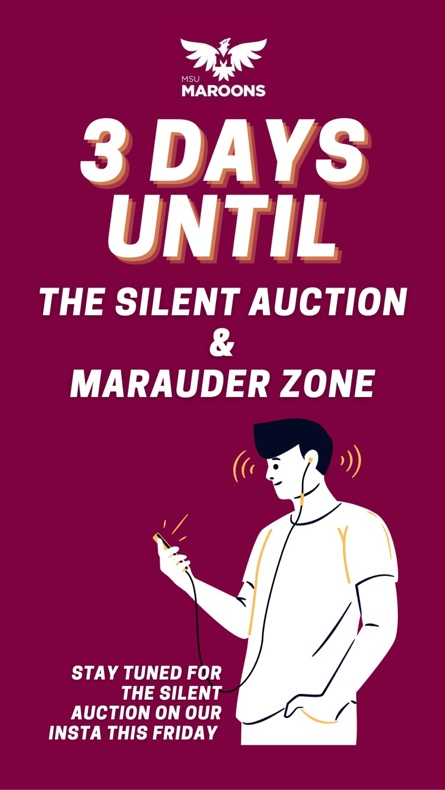 MSU
MAROONS
3 DAYS
UNTIL
THE SILENT AUCTION
&
MARAUDER ZONE
STAY TUNED FOR
THE SILENT
AUCTION ON OUR
INSTA THIS FRIDAY